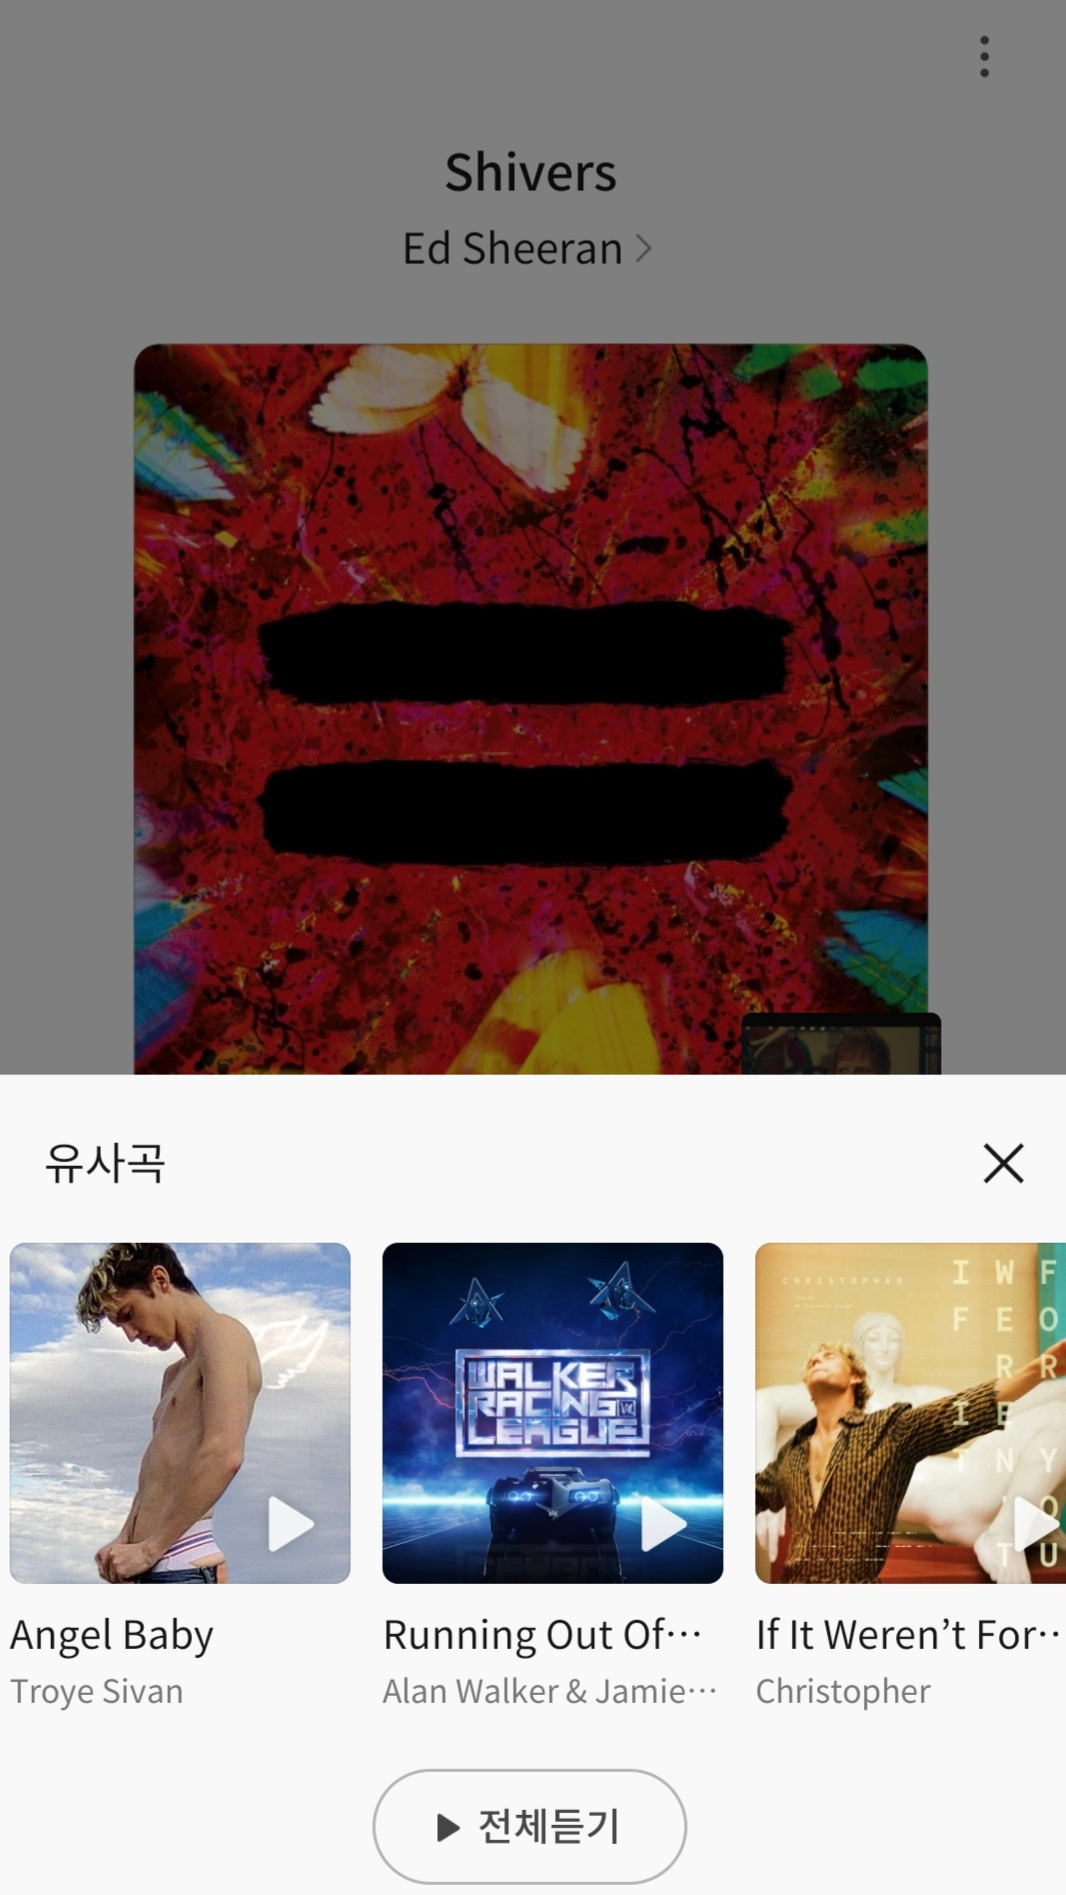 Shivers
Ed Sheeran
유사곡
WALKER
RACING
LEAGUE
CHRISTOPHER
I W F
F E O
R R
I E
T N Y
' O
T U
Angel Baby
Running Out Of…
If It Weren’t For…
Troye Sivan
Alan Walker & Jamie…
Christopher
전체듣기